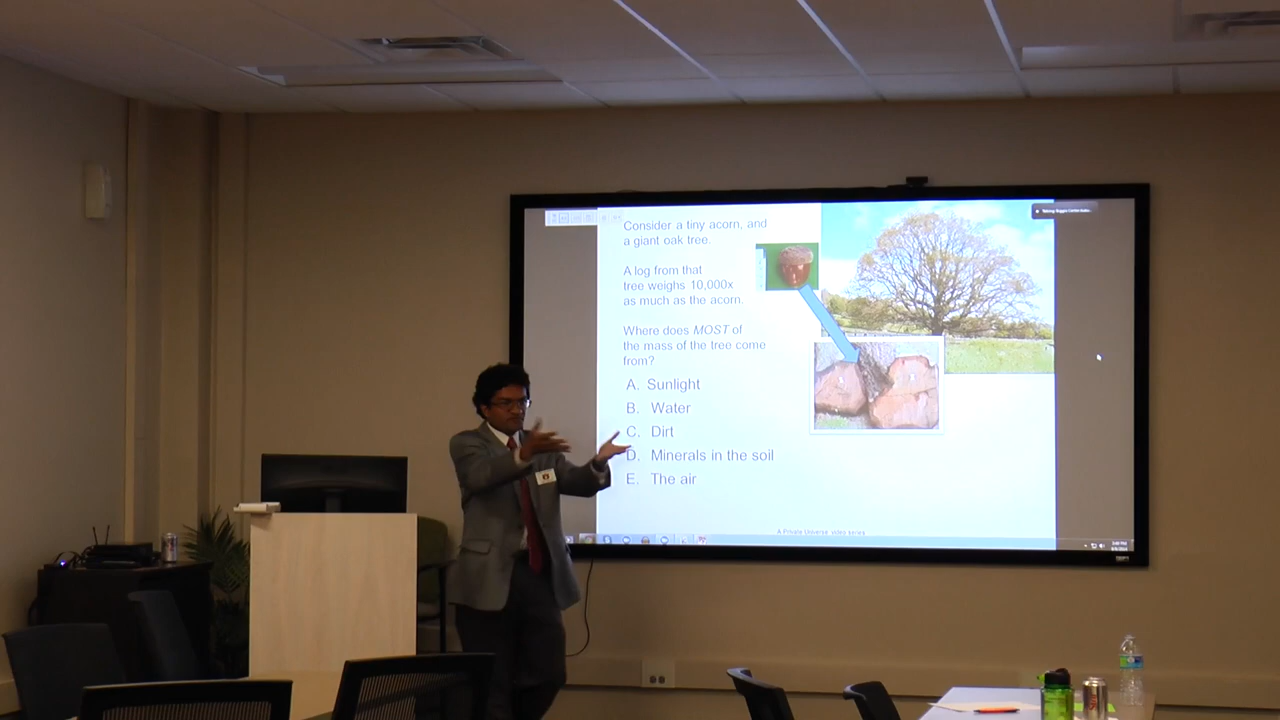 Consider a tiny acorn, and
a giant oak tree.
A log from that
tree weighs 10,000x
as much as the acorn.
Where does MOST of
the mass of the tree come
from?
A. Sunlight
B. Water
C. Dirt
D. Minerals in the soil
E. The air
A Private Universe video series